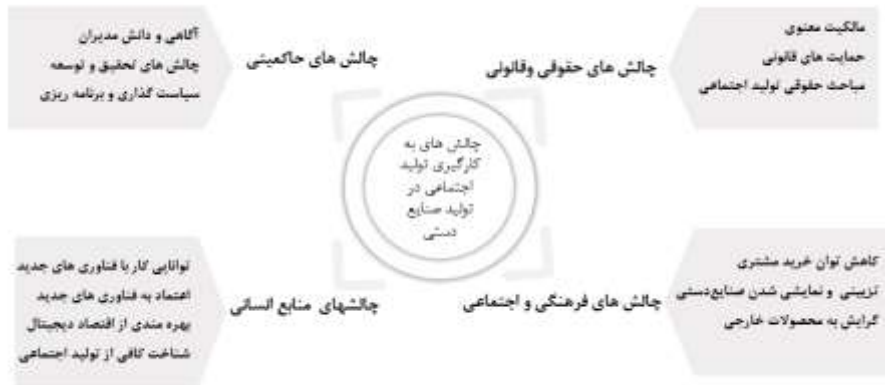 مالکیت معنوی
حمایت های قانونی
مباحث حقوقی تولید اجتماعی
چالش های حقوقی وقانونی
چالش های حاکمیتی
آگاهی و دانش مدیران
چالش های تحقیق و توسعه
سیاست گذاری و برنامه ریزی
چالش های به
کارگیری تولید
اجتماعی در
تولید صنایع
دستی
کاهش توان خرید مشتری
تزیینی و نمایشی شدن صنایع‌دستی
گرایش به محصولات خارجی
چالش های فرهنگی و اجتماعی
چالشهای منابع انسانی
توانایی کار با فناوری های جدید
اعتماد به فناوری های جدید
بهره مندی از اقتصاد دیجیتال
شناخت کافی از تولید اجتماعی